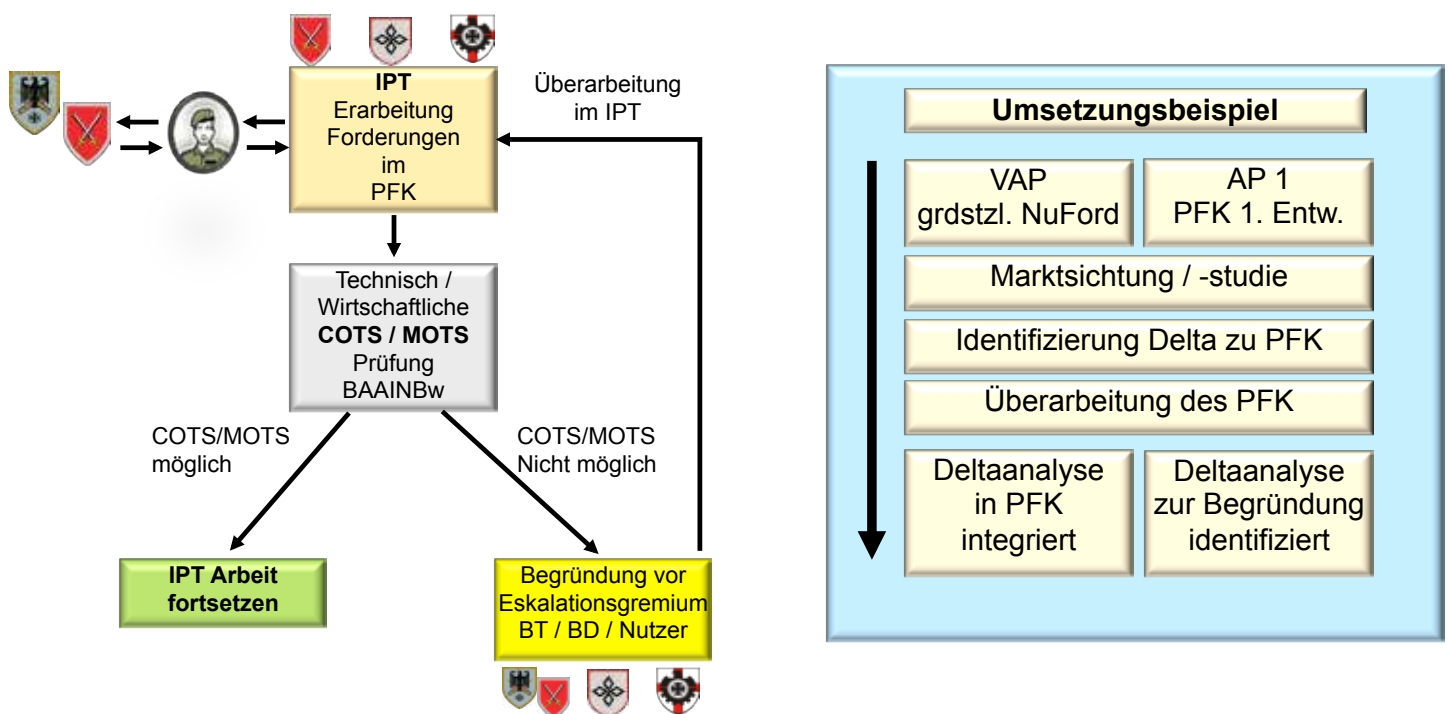 IPT
Erarbeitung
Forderungen
im
PFK
Überarbeitung
im IPT
Technisch /
Wirtschaftliche
COTS / MOTS
Prüfung
BAAINBw
COTS/MOTS
möglich
COTS/MOTS
Nicht möglich
IPT Arbeit
fortsetzen
Begründung vor
Eskalationsgremium
BT / BD / Nutzer
Umsetzungsbeispiel
VAP
grdstzl. NuFord
AP 1
PFK 1. Entw.
Marktsichtung / -studie
Identifizierung Delta zu PFK
Überarbeitung des PFK
Deltaanalyse
in PFK
integriert
Deltaanalyse
zur Begründung
identifiziert